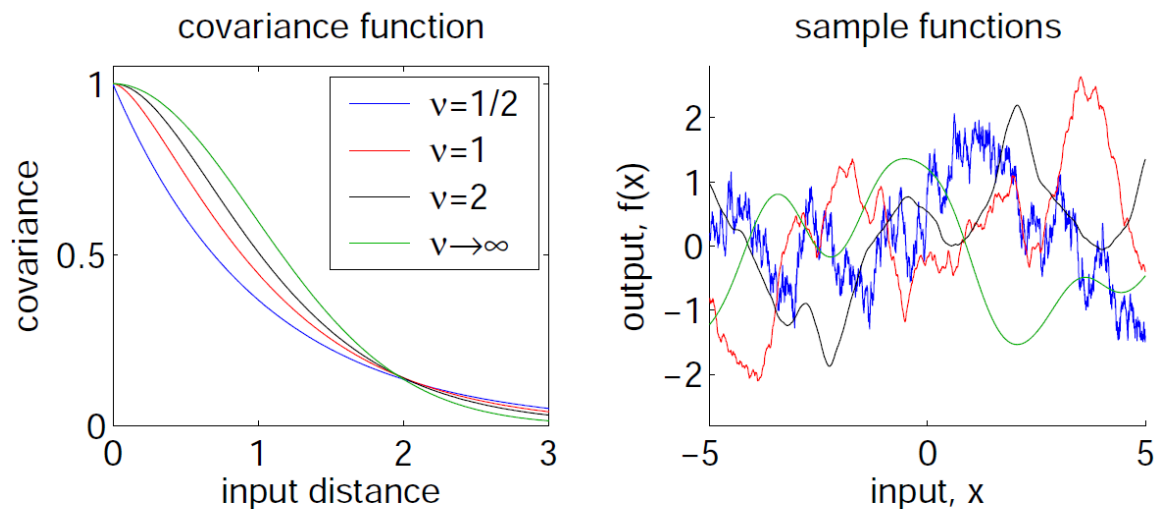 covariance function
covariance
1
0.5
0
0
1
2
3
input distance
ν=1/2
ν=1
ν=2
ν→∞
sample functions
output, f(x)
2
1
0
−1
−2
−5
0
5
input, x